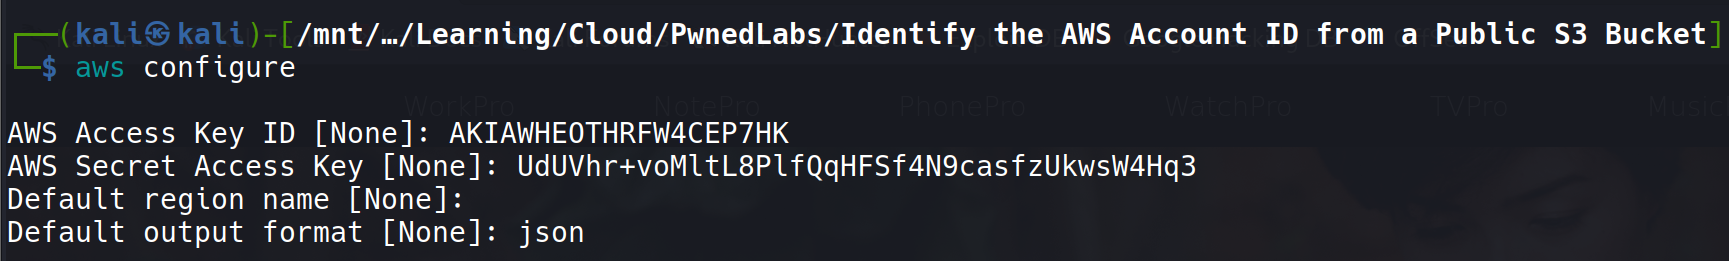 (kali㉿kali)-[/mnt/…/Learning/Cloud/PwnedLabs/Identify the AWS Account ID from a Public S3 Bucket]
$ aws configure
WorkPro NotePro PhonePro WatchPro TVPro Music
AWS Access Key ID [None]: AKIAWHEOTHRFW4CEP7HK
AWS Secret Access Key [None]: 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
Default region name [None]:
Default output format [None]: json